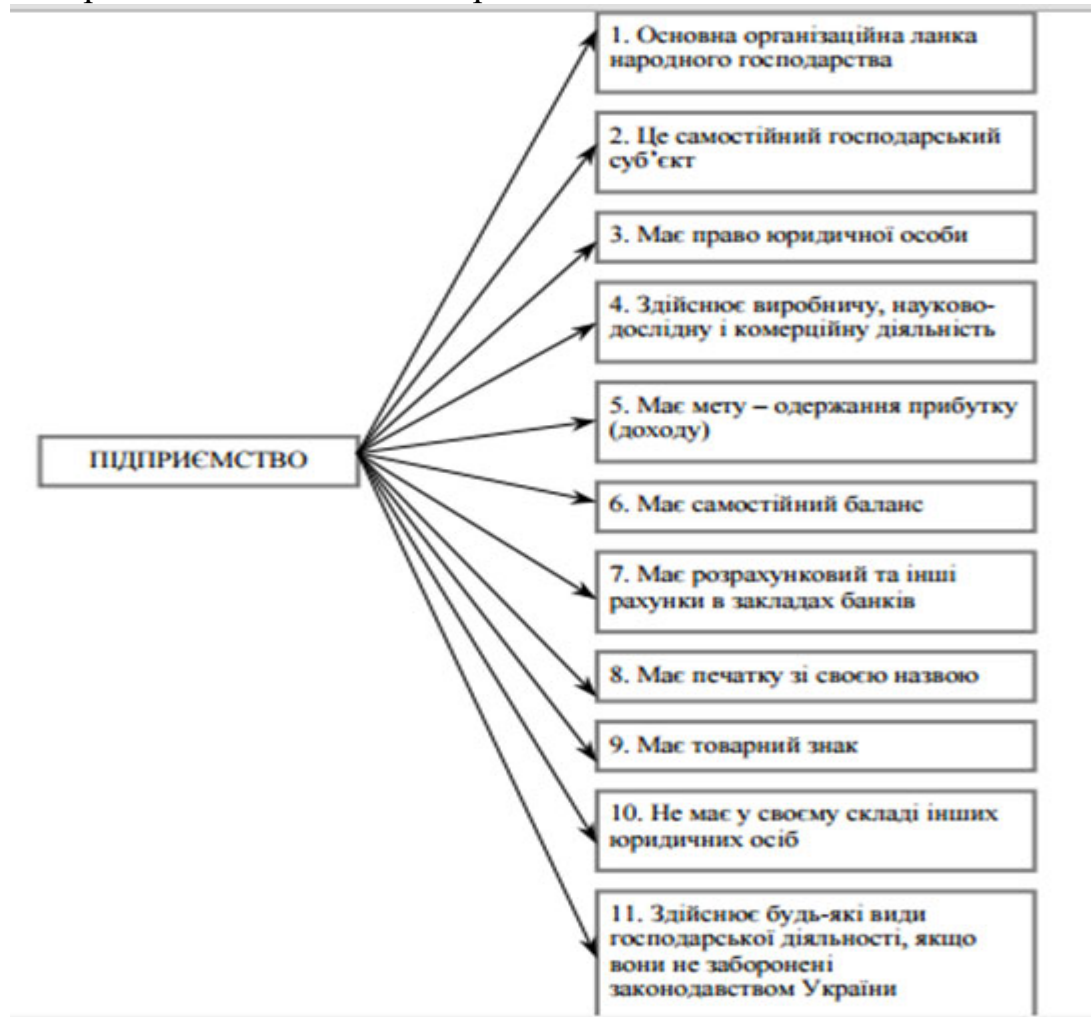 1. Основна організаційна ланка
народного господарства
2. Це самостійний господарський
суб’єкт
3. Має право юридичної особи
4. Здійснює виробничу, науково-
дослідну і комерційну діяльність
5. Має мету – одержання прибутку
(доходу)
ПІДПРИЄМСТВО
6. Має самостійний баланс
7. Має розрахунковий та інші
рахунки в закладах банків
8. Має печатку зі своєю назвою
9. Має товарний знак
10. Не має у своєму складі інших
юридичних осіб
11. Здійснює будь-які види
господарської діяльності, якщо
вони не заборонені
законодавством України